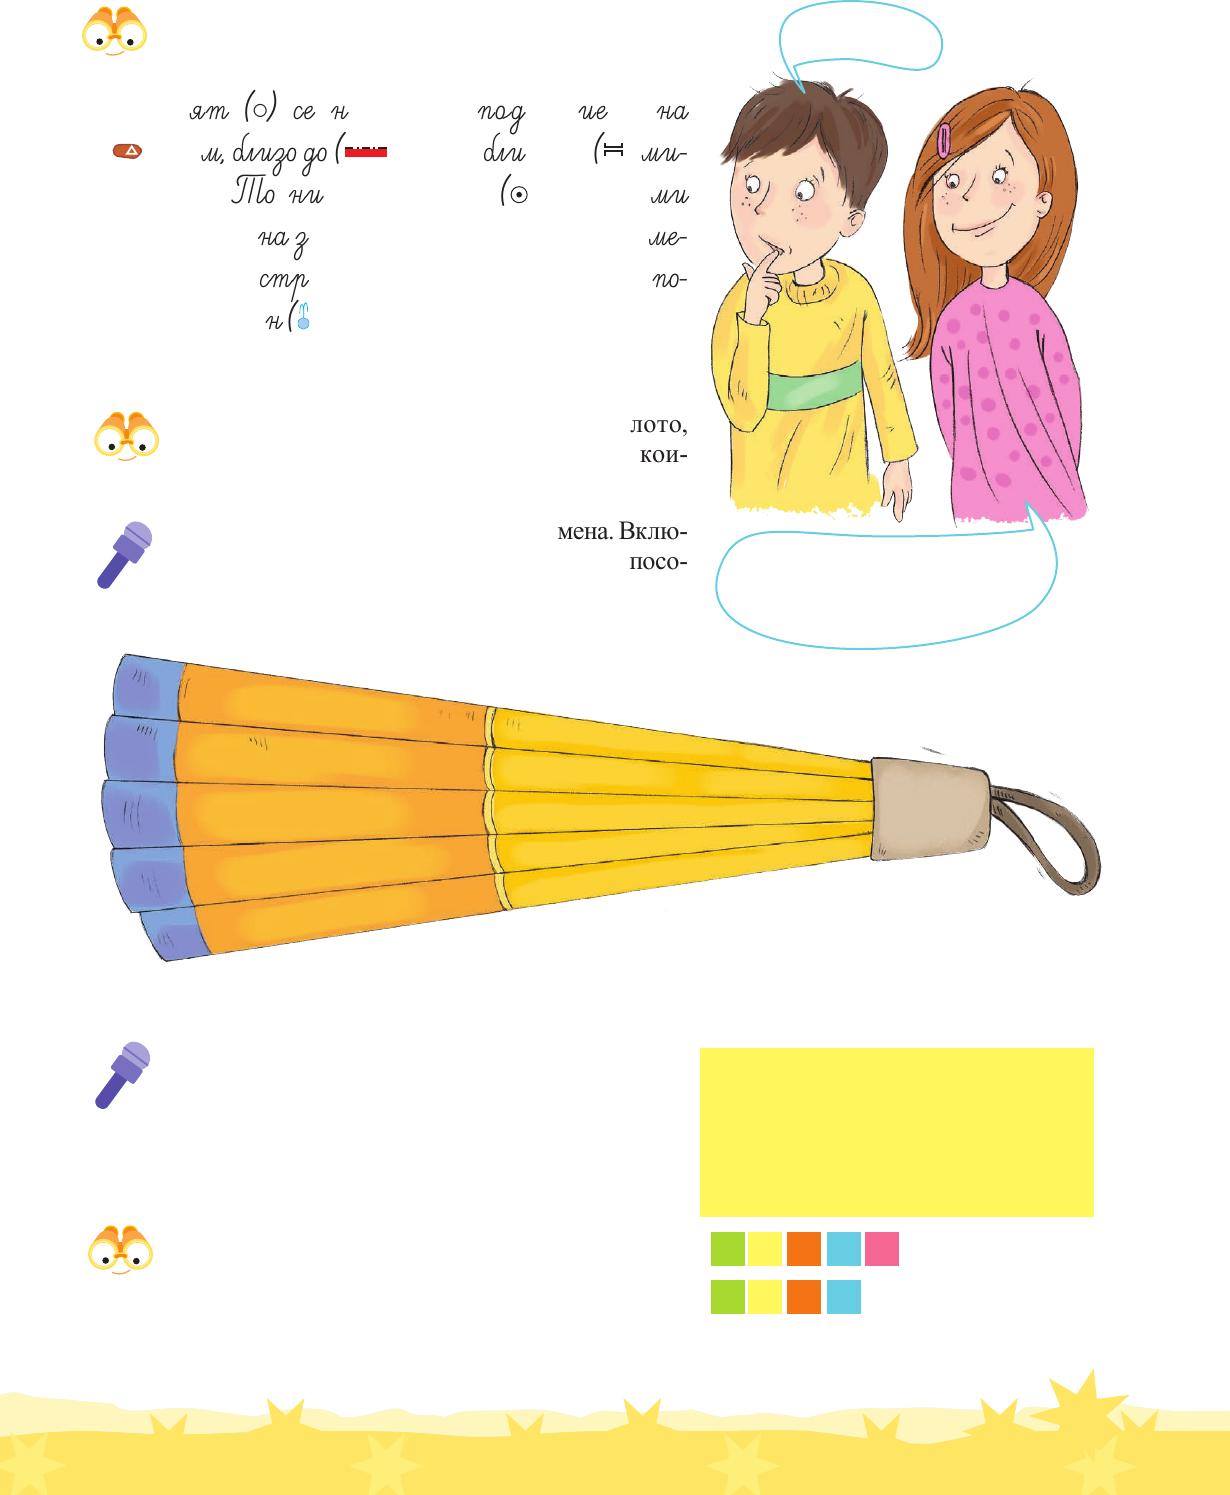 ят (○) се н под ие на
м, близо до ( бли ( ми-
То ни (⊙ ми
на з ме-
стр по-
н(
лото,
кои-
мена. Вклю-
посо-